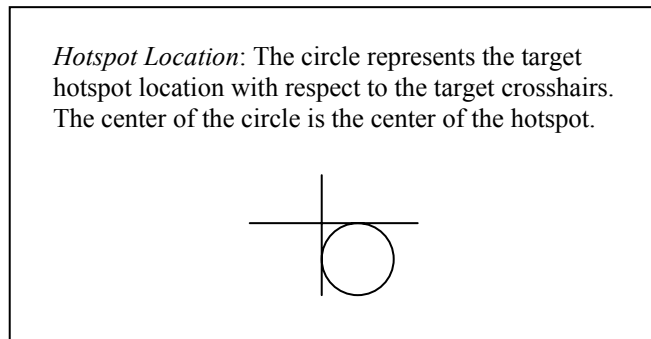 Hotspot Location: The circle represents the target
hotspot location with respect to the target crosshairs.
The center of the circle is the center of the hotspot.